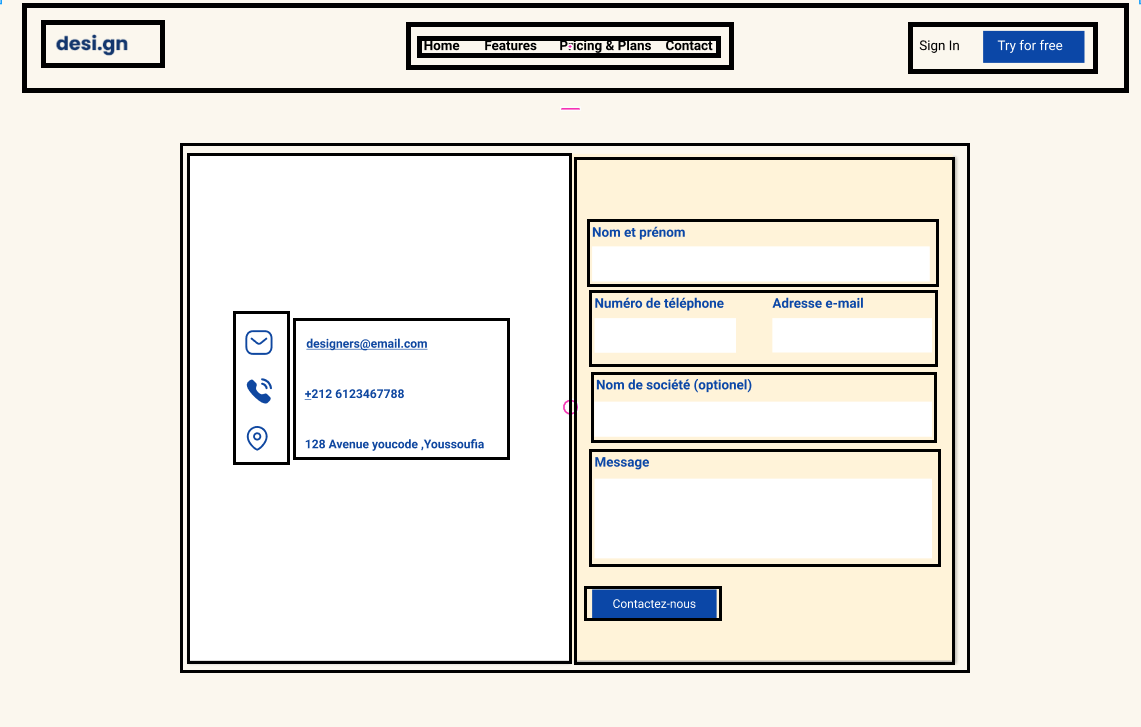 desi.gn
Home Features Pricing & Plans Contact
Sign In Try for free
designers@email.com
+212 6123467788
128 Avenue youcode ,Youssoufia
Nom et prénom
Numéro de téléphone Adresse e-mail
Nom de société (optionel)
Message
Contactez-nous